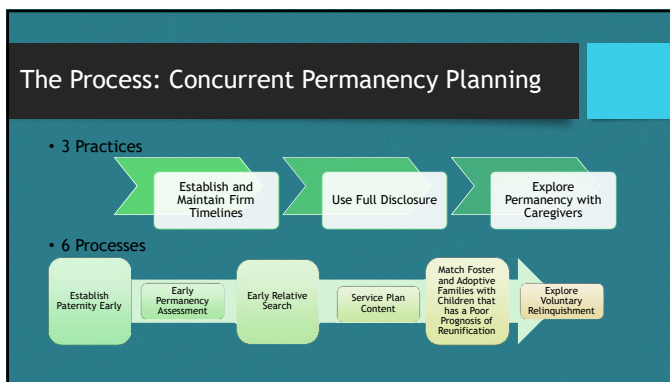 The Process: Concurrent Permanency Planning
• 3 Practices
Establish and
Maintain Firm
Timelines
Use Full Disclosure
Explore
Permanency with
Caregivers
• 6 Processes
Establish
Paternity Early
Early
Permanency
Assessment
Early Relative
Search
Service Plan
Content
Match Foster
and Adoptive
Families with
Children that
has a Poor
Prognosis of
Reunification
Explore
Voluntary
Relinquishment